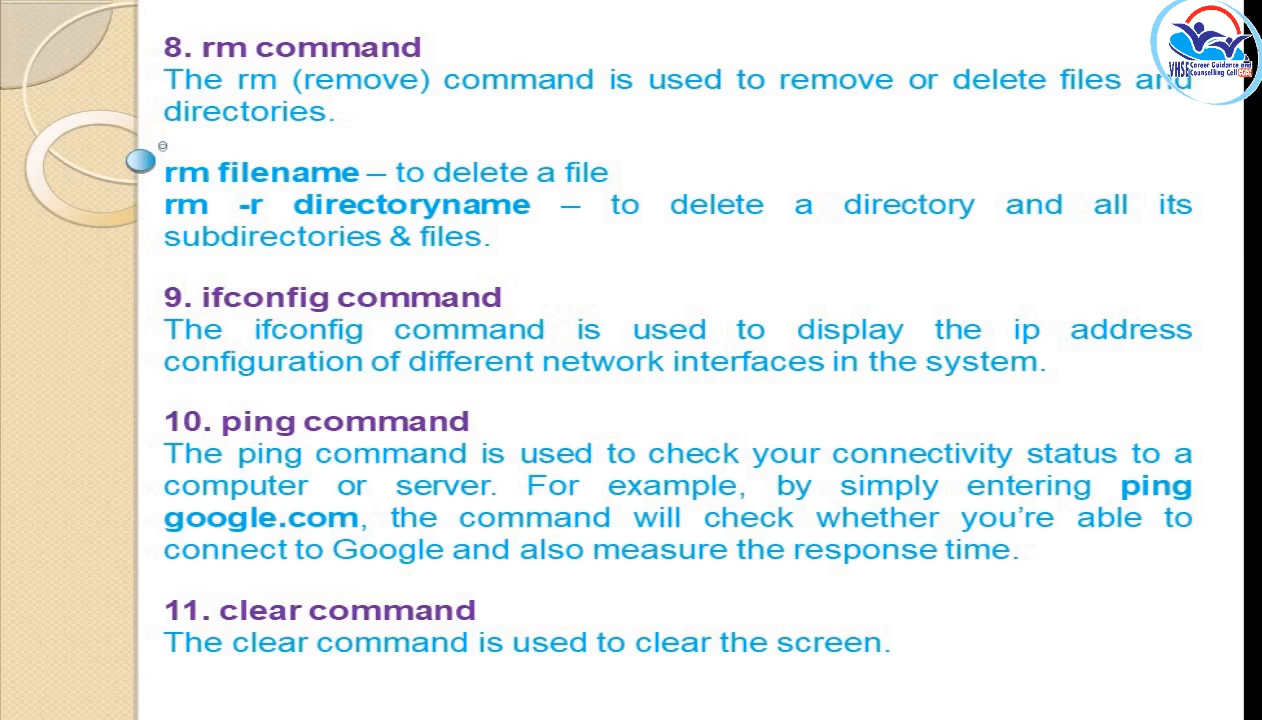 8. rm command
The rm (remove) command is used to remove or delete files and
directories.
rm filename – to delete a file
rm -r directoryname – to delete a directory and all its
subdirectories & files.
9. ifconfig command
The ifconfig command is used to display the ip address
configuration of different network interfaces in the system.
10. ping command
The ping command is used to check your connectivity status to a
computer or server. For example, by simply entering ping
google.com, the command will check whether you’re able to
connect to Google and also measure the response time.
11. clear command
The clear command is used to clear the screen.
VHSE Career Guidance and
Counselling Cell